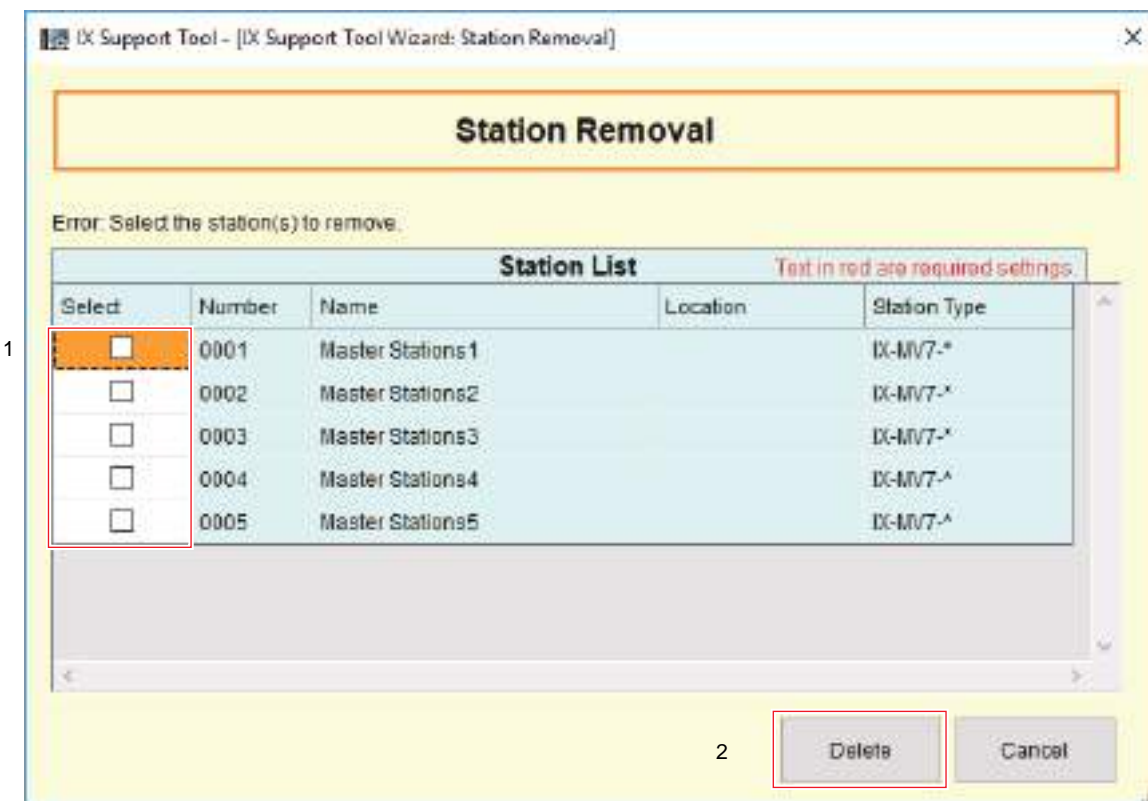 IX Support Tool - [IX Support Tool Wizard: Station Removal]
Station Removal
Error: Select the station(s) to remove.
Station List Text in red are required settings.
Select Number Name Location Station Type
1
0001 Master Stations1 IX-MV7-*
0002 Master Stations2 IX-MV7-*
0003 Master Stations3 IX-MV7-*
0004 Master Stations4 IX-MV7-*
0005 Master Stations5 IX-MV7-*
2 Delete Cancel